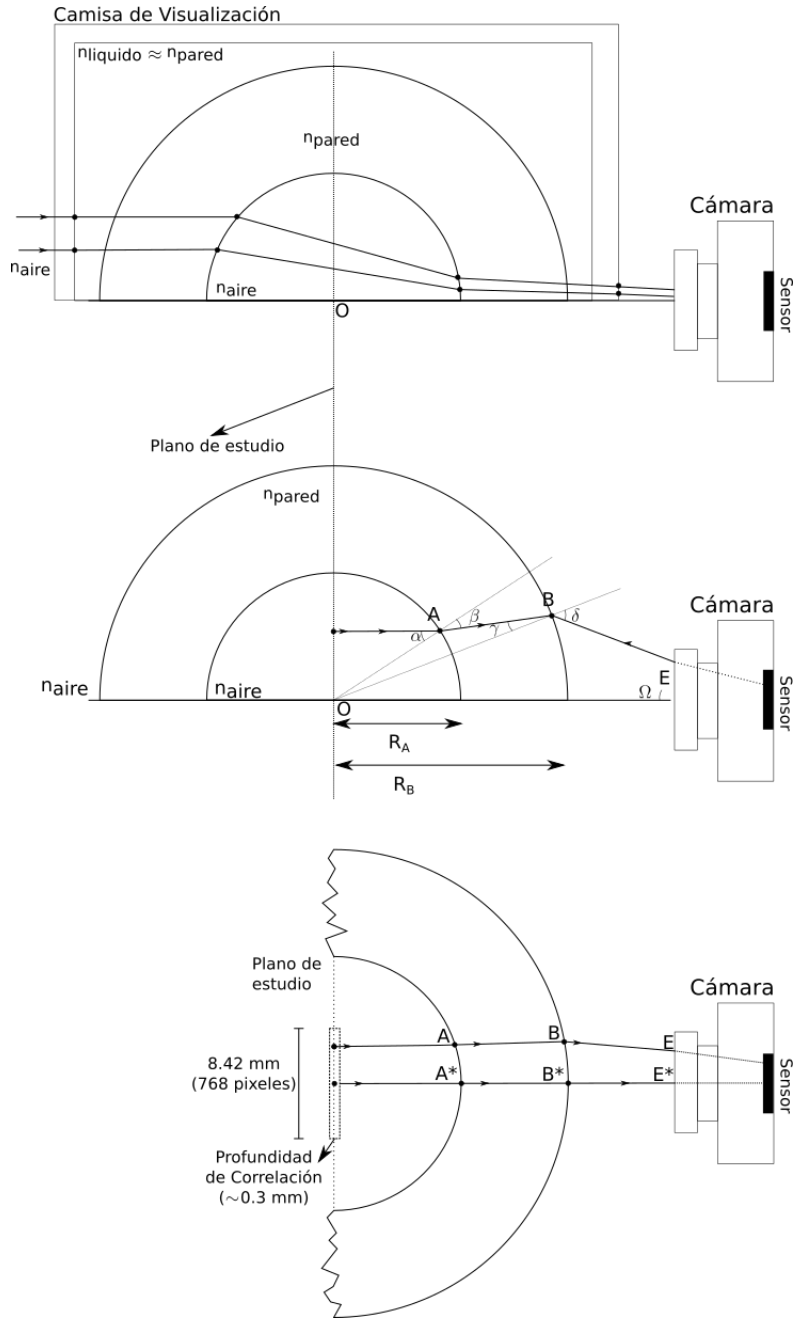 Camisa de Visualización
nliquido ≈ npared
npared
Cámara
naire
naire
O
Sensor
Plano de estudio
npared
Cámara
A
β
B
α
γ
δ
naire
naire
E
Ω
O
Sensor
RA
RB
Plano de
estudio
Cámara
A
B
E
8.42 mm
(768 pixeles)
A*
B*
E*
Sensor
Profundidad
de Correlación
(~0.3 mm)